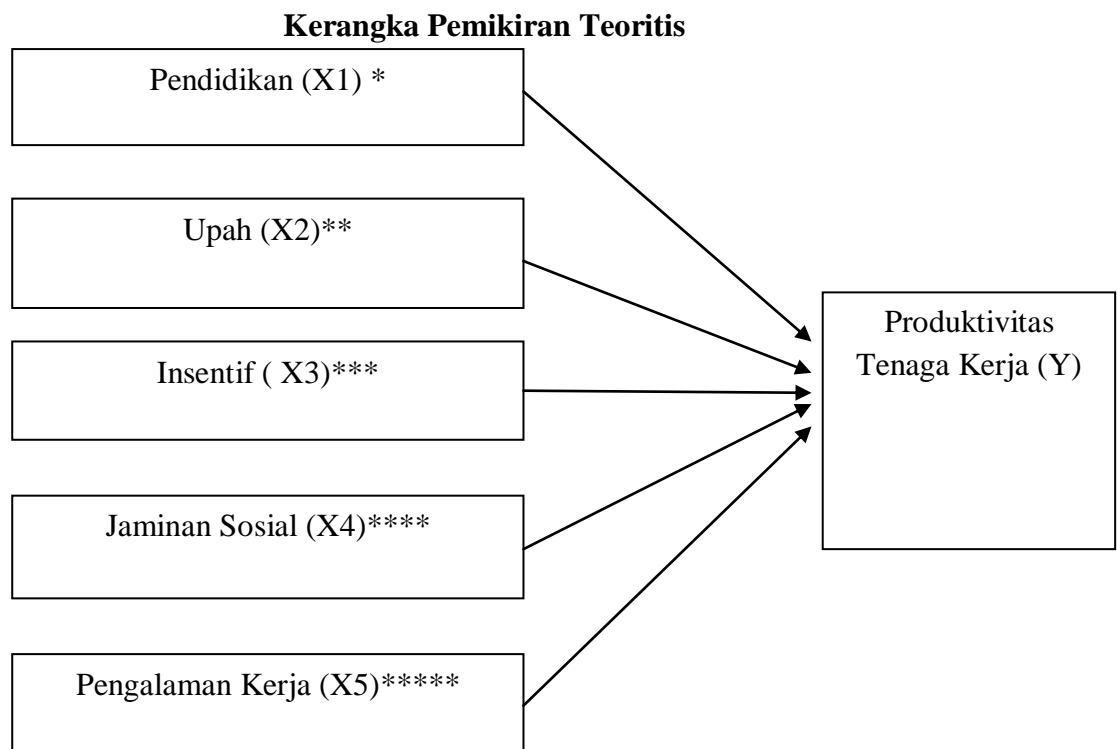 Kerangka Pemikiran Teoritis
Pendidikan (X1) *
Upah (X2)**
Insentif ( X3)***
Jaminan Sosial (X4)****
Pengalaman Kerja (X5)*****
Produktivitas
Tenaga Kerja (Y)